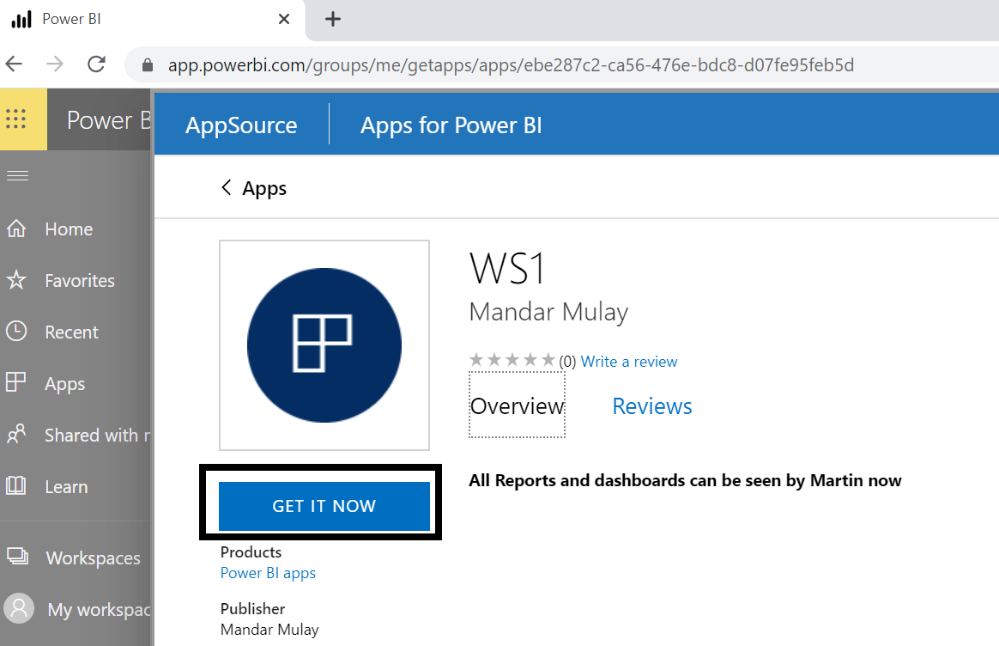 Power BI
app.powerbi.com/groups/me/getapps/apps/ebe287c2-ca56-476e-bdc8-d07fe95feb5d
Power B
AppSource
Apps for Power BI
Apps
Home
Favorites
Recent
Apps
Shared with
Learn
Workspaces
My workspac
WS1
Mandar Mulay
(0) Write a review
Overview
Reviews
All Reports and dashboards can be seen by Martin now
GET IT NOW
Products
Power BI apps
Publisher
Mandar Mulay